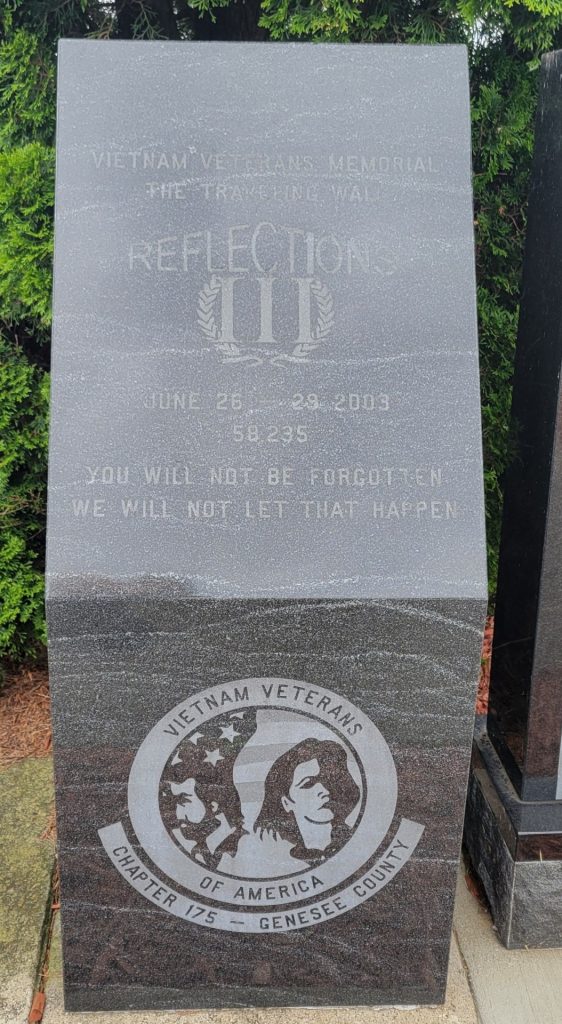 VIETNAM VETERANS MEMORIAL
THE TRAVELING WALL
REFLECTIONS
III
JUNE 26 — 29 2003
58,235
YOU WILL NOT BE FORGOTTEN
WE WILL NOT LET THAT HAPPEN
VIETNAM VETERANS
OF AMERICA
CHAPTER 175 — GENESEE COUNTY